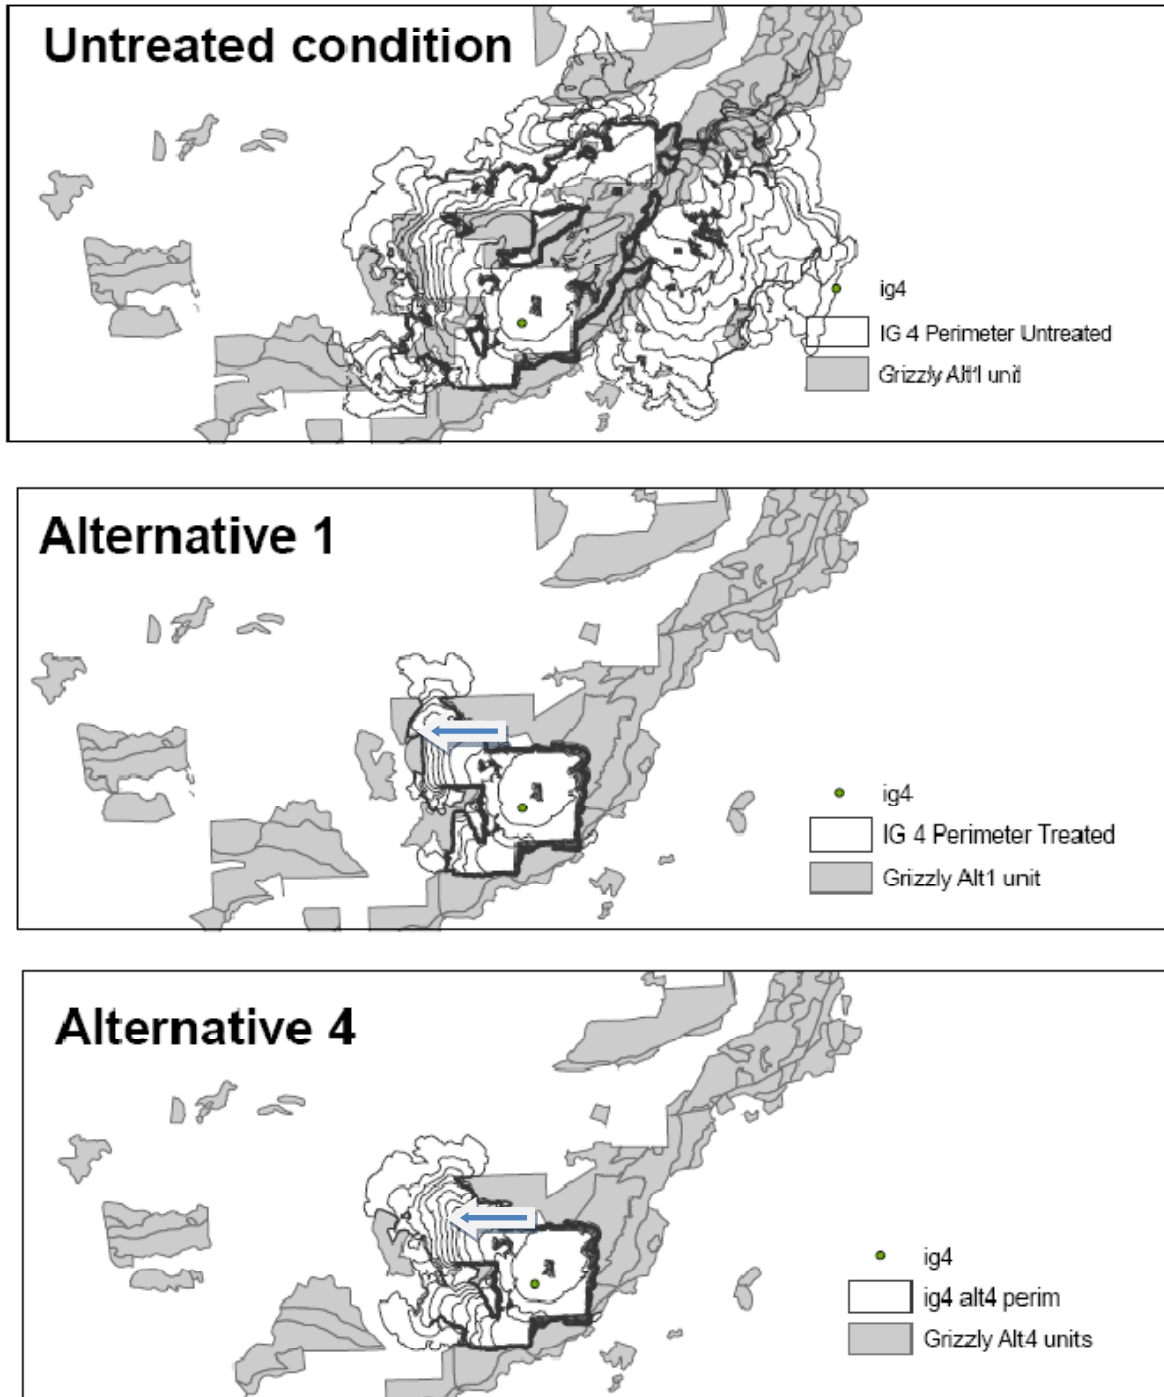 Untreated condition
ig4
IG 4 Perimeter Untreated
Grizzly Alt1 unit
Alternative 1
ig4
IG 4 Perimeter Treated
Grizzly Alt1 unit
Alternative 4
ig4
ig4 alt4 perim
Grizzly Alt4 units